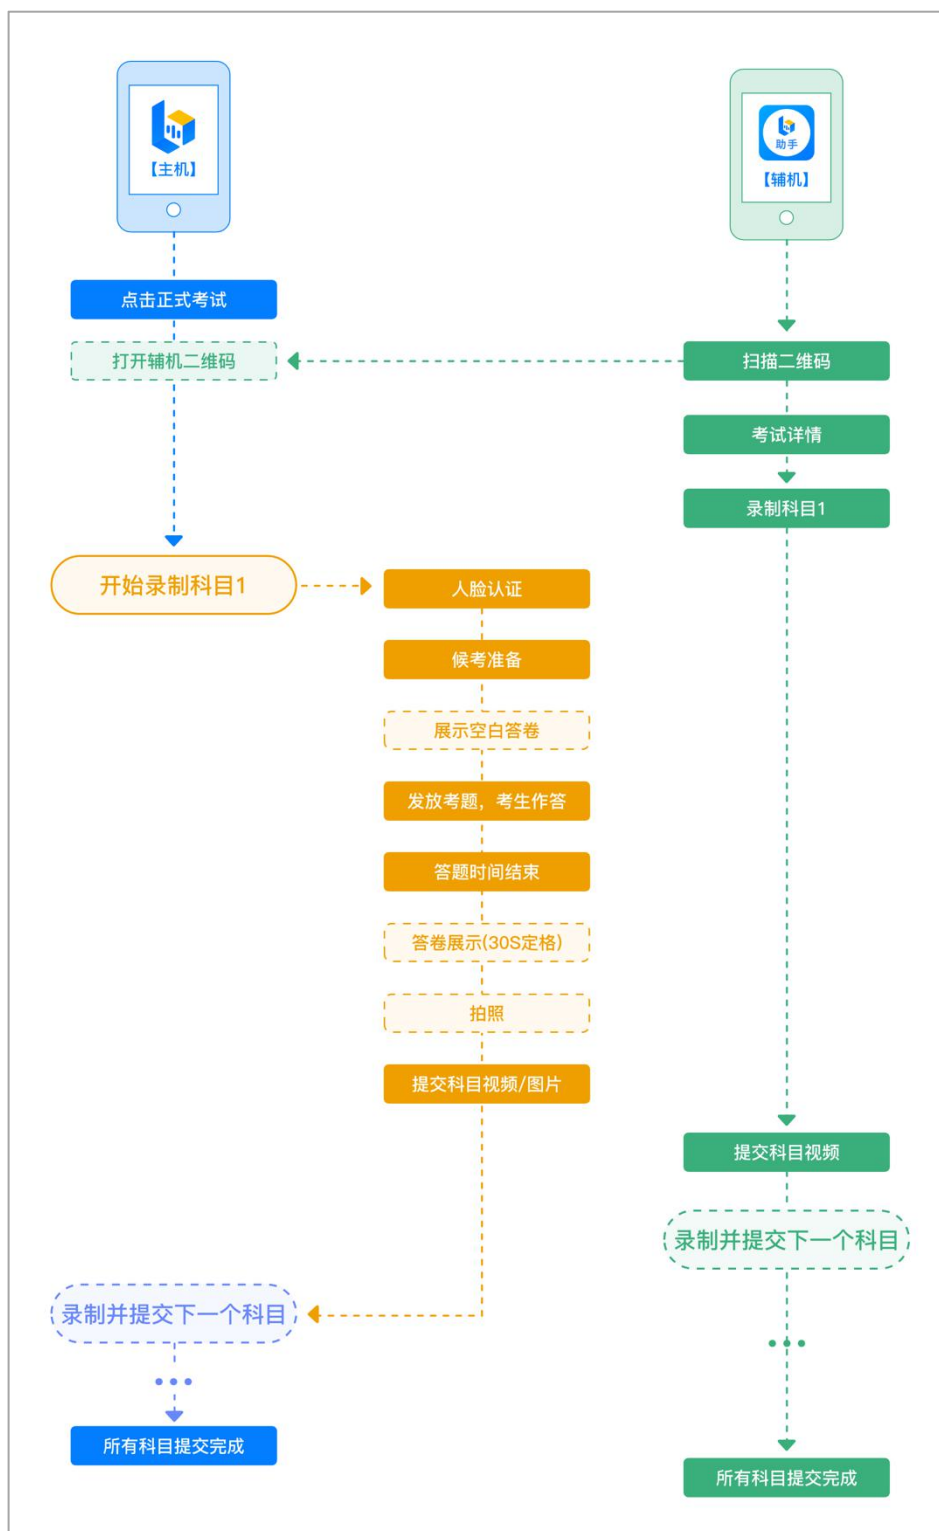 【主机】
助手
【辅机】
点击正式考试
打开辅机二维码
扫描二维码
考试详情
录制科目1
开始录制科目1
人脸认证
候考准备
展示空白答卷
发放考题，考生作答
答题时间结束
答卷展示(30S定格)
拍照
提交科目视频/图片
提交科目视频
录制并提交下一个科目
录制并提交下一个科目
所有科目提交完成
所有科目提交完成